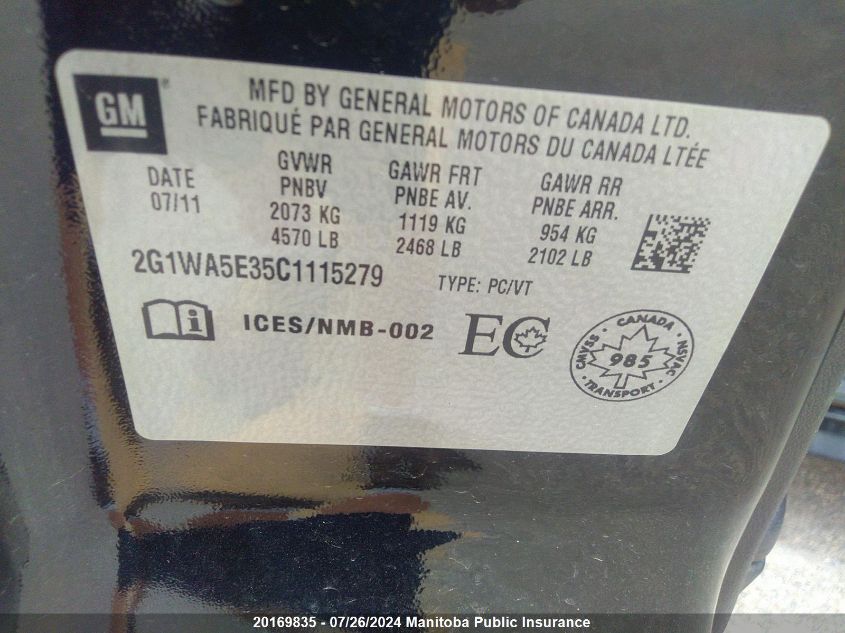 GM
MFD BY GENERAL MOTORS OF CANADA LTD.
FABRIQUÉ PAR GENERAL MOTORS DU CANADA LTÉE
DATE GVWR GAWR FRT GAWR RR
07/11 PNBV PNBE AV. PNBE ARR.
2073 KG 1119 KG 954 KG
4570 LB 2468 LB 2102 LB
2G1WA5E35C1115279 TYPE: PC/VT
i ICES/NMB-002 EC
CANADA
CMVSS 985 NSVAC
TRANSPORT
20169835 - 07/26/2024 Manitoba Public Insurance